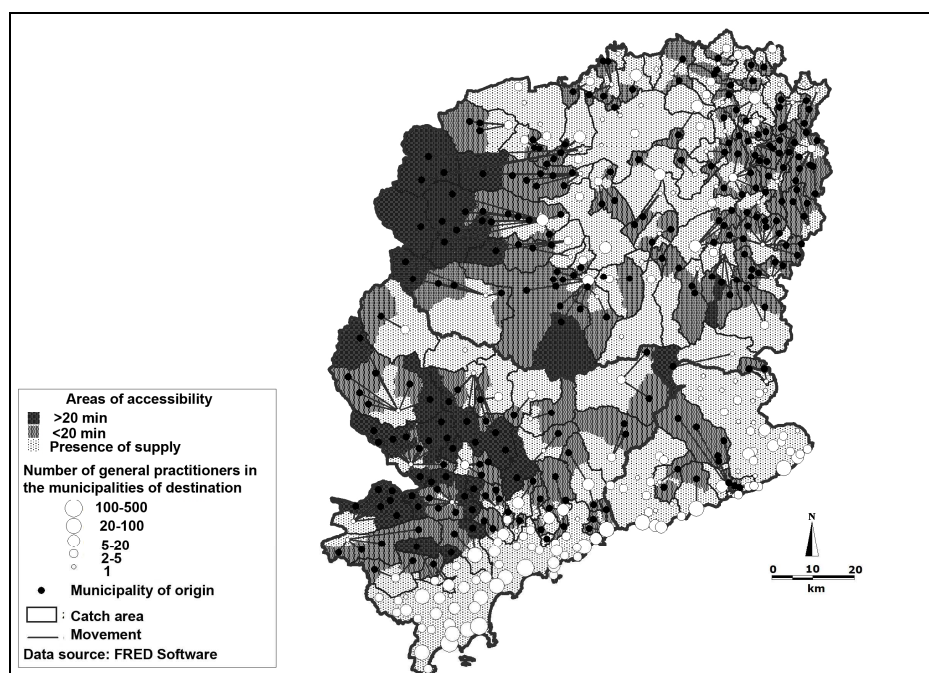 Areas of accessibility
>20 min
<20 min
Presence of supply
Number of general practitioners in
the municipalities of destination
100-500
20-100
5-20
2-5
1
Municipality of origin
Catch area
Movement
Data source: FRED Software
N
0 10 20
km